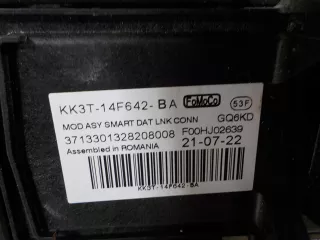 KK3T-14F642-BA FoMoCo 53F
MOD ASY SMART DAT LNK CONN GQ6KD
3713301328208008 F00HJ02639
Assembled in ROMANIA 21-07-22
KK3T-14F642-BA